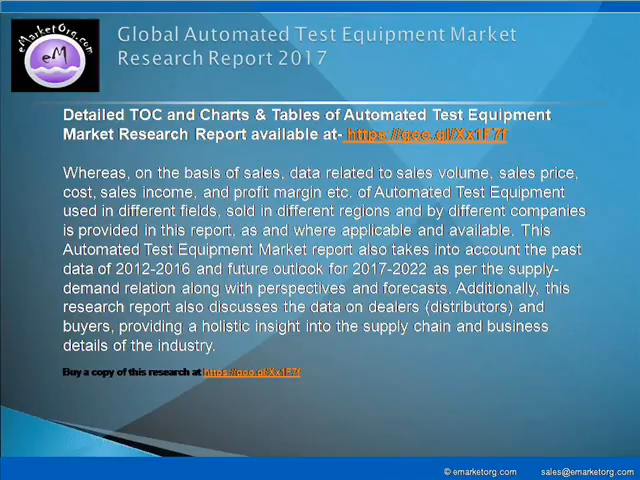 eMarketOrg.com
eM
Global Automated Test Equipment Market
Research Report 2017
Detailed TOC and Charts & Tables of Automated Test Equipment
Market Research Report available at- https://goo.gl/Xx1F7f
Whereas, on the basis of sales, data related to sales volume, sales price,
cost, sales income, and profit margin etc. of Automated Test Equipment
used in different fields, sold in different regions and by different companies
is provided in this report, as and where applicable and available. This
Automated Test Equipment Market report also takes into account the past
data of 2012-2016 and future outlook for 2017-2022 as per the supply-
demand relation along with perspectives and forecasts. Additionally, this
research report also discusses the data on dealers (distributors) and
buyers, providing a holistic insight into the supply chain and business
details of the industry.
Buy a copy of this research at https://goo.gl/Xx1F7f
© emarketorg.com sales@emarketorg.com